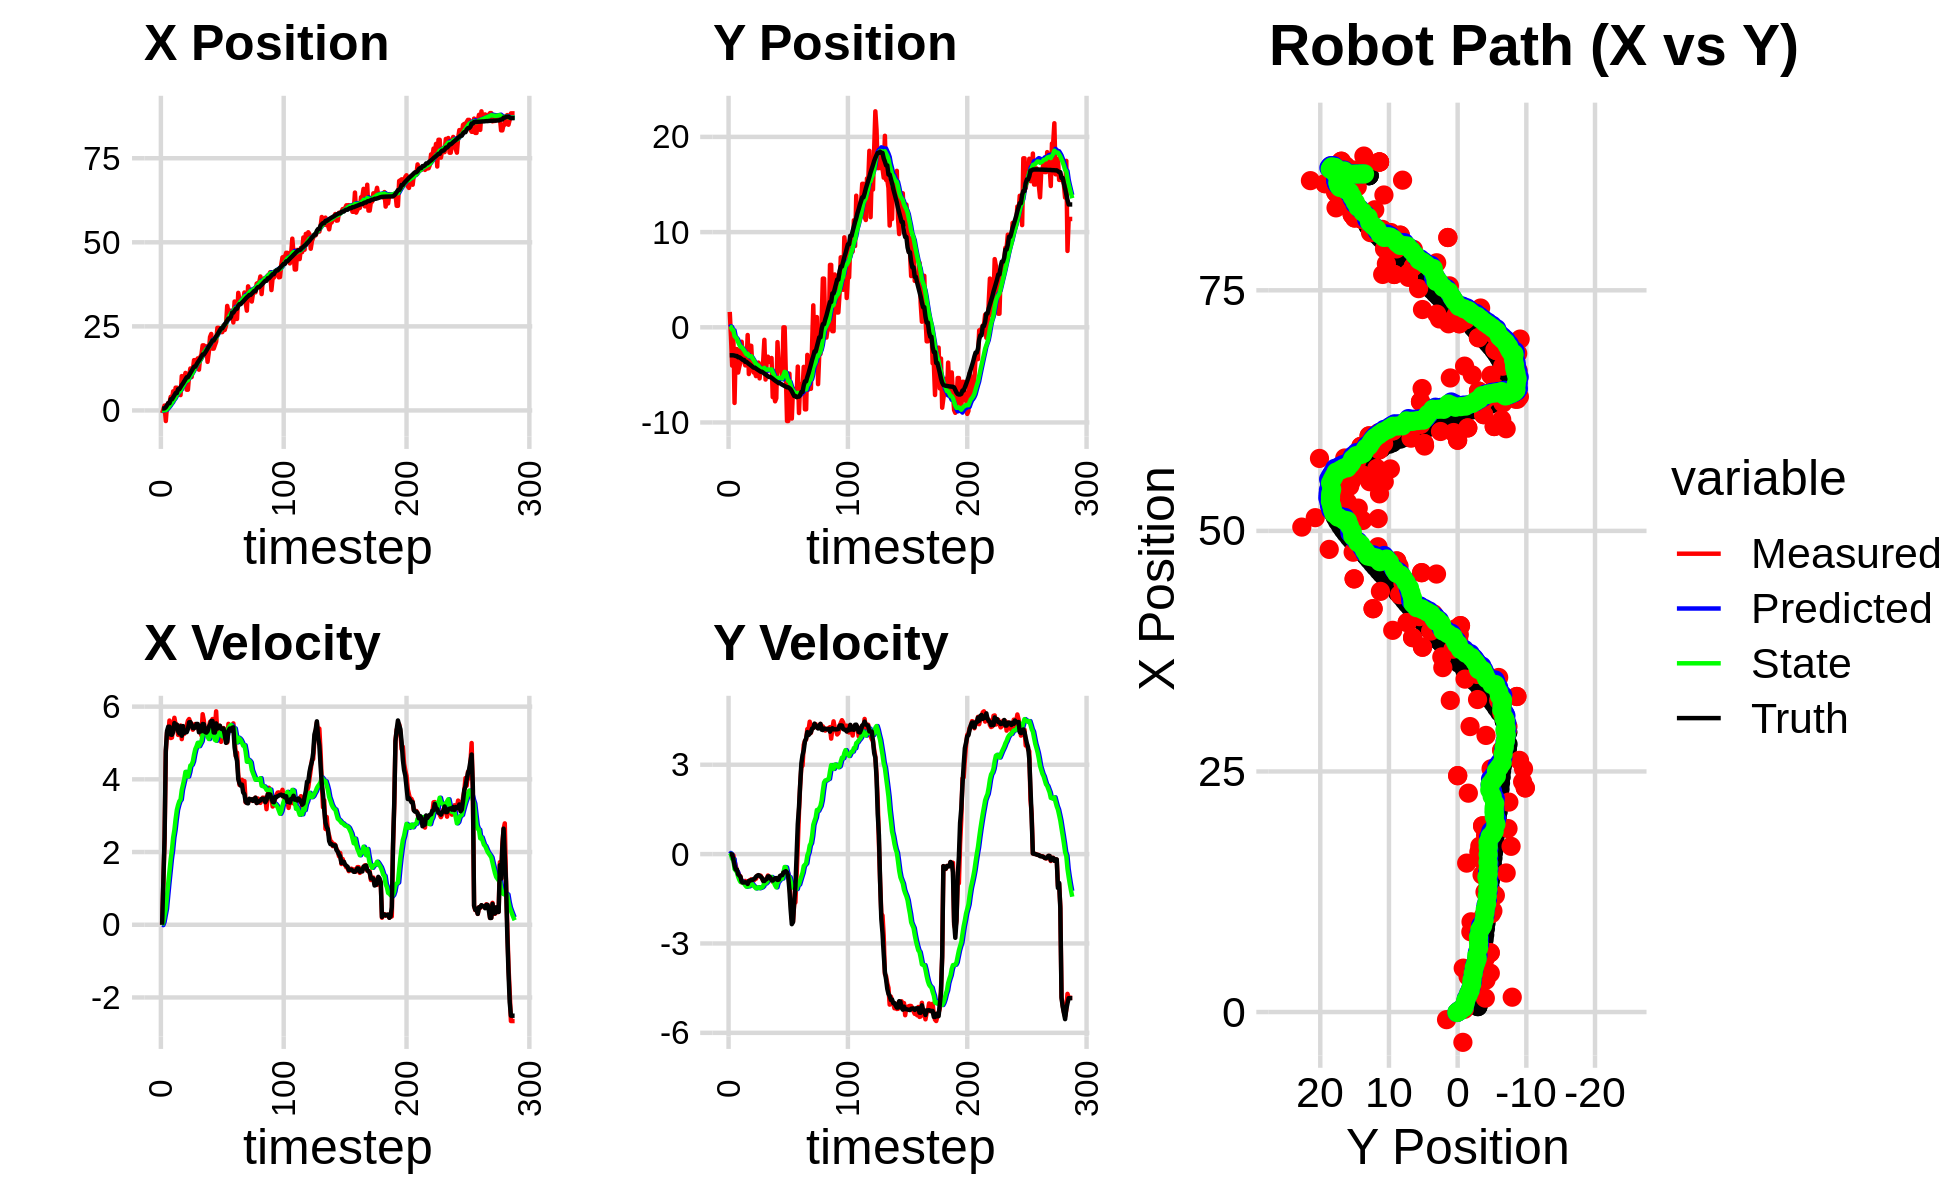 X Position
75
50
25
0
0
100
200
300
timestep
Y Position
20
10
0
-10
0
100
200
300
timestep
X Velocity
6
4
2
0
-2
0
100
200
300
timestep
Y Velocity
3
0
-3
-6
0
100
200
300
timestep
Robot Path (X vs Y)
X Position
75
50
25
0
20 10 0 -10 -20
Y Position
variable
Measured
Predicted
State
Truth